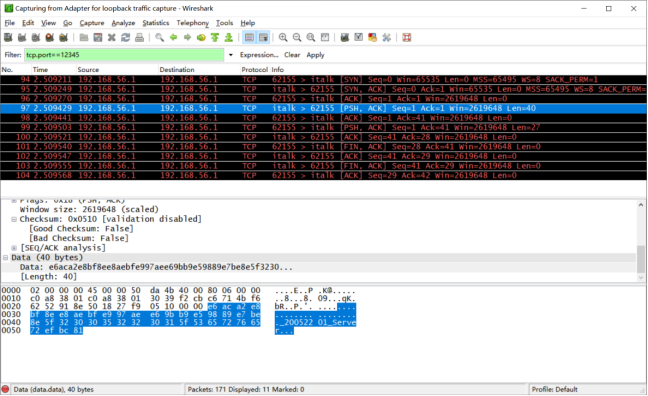 Capturing from Adapter for loopback traffic capture - Wireshark
File Edit View Go Capture Analyze Statistics Telephony Tools Help
Filter: tcp.port==12345 Expression... Clear Apply
No. Time Source Destination Protocol Info
94 2.509211 192.168.56.1 192.168.56.1 TCP 62155 > italk [SYN] Seq=0 Win=65535 Len=0 MSS=65495 WS=8 SACK_PERM=1
95 2.509249 192.168.56.1 192.168.56.1 TCP italk > 62155 [SYN, ACK] Seq=0 Ack=1 Win=65535 Len=0 MSS=65495 WS=8 SACK_PERM=
96 2.509270 192.168.56.1 192.168.56.1 TCP 62155 > italk [ACK] Seq=1 Ack=1 Win=2619648 Len=0
97 2.509429 192.168.56.1 192.168.56.1 TCP 62155 > italk [PSH, ACK] Seq=1 Ack=1 Win=2619648 Len=40
98 2.509441 192.168.56.1 192.168.56.1 TCP italk > 62155 [ACK] Seq=1 Ack=41 Win=2619648 Len=0
99 2.509503 192.168.56.1 192.168.56.1 TCP italk > 62155 [PSH, ACK] Seq=1 Ack=41 Win=2619648 Len=27
100 2.509521 192.168.56.1 192.168.56.1 TCP 62155 > italk [ACK] Seq=41 Ack=28 Win=2619648 Len=0
101 2.509540 192.168.56.1 192.168.56.1 TCP italk > 62155 [FIN, ACK] Seq=28 Ack=41 Win=2619648 Len=0
102 2.509547 192.168.56.1 192.168.56.1 TCP 62155 > italk [ACK] Seq=41 Ack=29 Win=2619648 Len=0
103 2.509555 192.168.56.1 192.168.56.1 TCP 62155 > italk [FIN, ACK] Seq=41 Ack=29 Win=2619648 Len=0
104 2.509568 192.168.56.1 192.168.56.1 TCP italk > 62155 [ACK] Seq=29 Ack=42 Win=2619648 Len=0
Flags: 0x18 (PSH, ACK)
Window size: 2619648 (scaled)
Checksum: 0x0510 [validation disabled]
[Good Checksum: False]
[Bad Checksum: False]
[SEQ/ACK analysis]
Data (40 bytes)
Data: e6aca2e8bf8ee8aebfe997aee69bb9e59889e7be8e5f3230...
[Length: 40]
0000 02 00 00 00 45 00 00 50 da 4b 40 00 80 06 00 00 ....E..P .K@.....
0010 c0 a8 38 01 c0 a8 38 01 30 39 f2 cb c6 71 4b f6 ..8...8. 09...qK.
0020 62 52 91 8e 50 18 27 f9 05 10 00 00 e6 ac a2 e8 bR..P.'. ........
0030 bf 8e e8 ae bf e9 97 ae e6 9b b9 e5 98 89 e7 be ........ ........
0040 8e 5f 32 30 30 35 32 32 30 31 5f 53 65 72 76 65 ._200522 01_Serve
0050 72 ef bc 81 r...
Data (data.data), 40 bytes Packets: 171 Displayed: 11 Marked: 0 Profile: Default